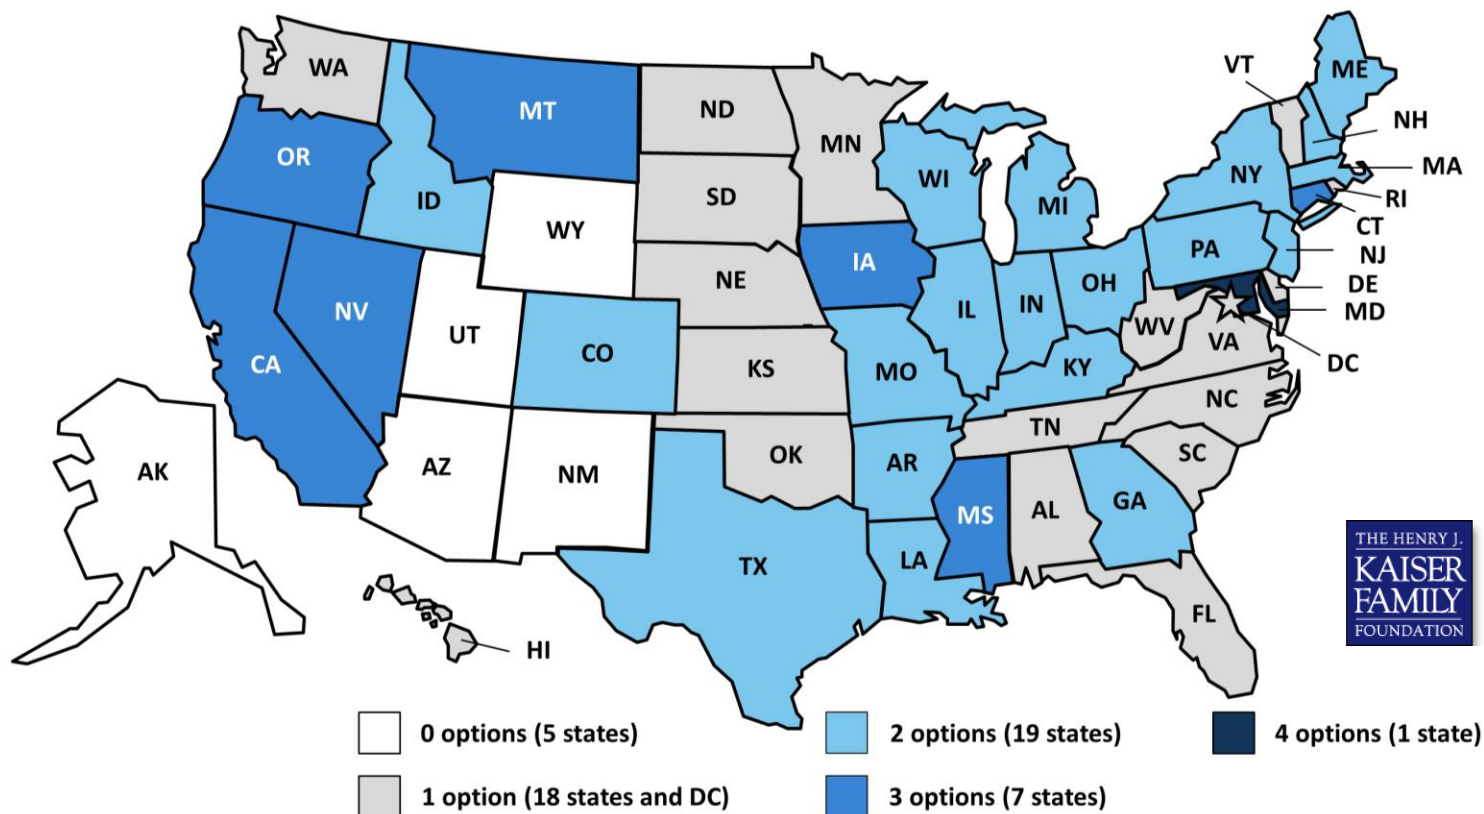 WA
MT
ND
MN
VT
ME
NH
MA
RI
CT
NJ
DE
MD
DC
OR
ID
WY
SD
WI
MI
NY
PA
NV
UT
CO
NE
IA
IL
IN
OH
WV
VA
CA
KS
MO
KY
NC
TN
SC
AZ
NM
OK
AR
MS
AL
GA
AK
TX
LA
FL
HI
THE HENRY J.
KAISER
FAMILY
FOUNDATION
0 options (5 states)
2 options (19 states)
4 options (1 state)
1 option (18 states and DC)
3 options (7 states)